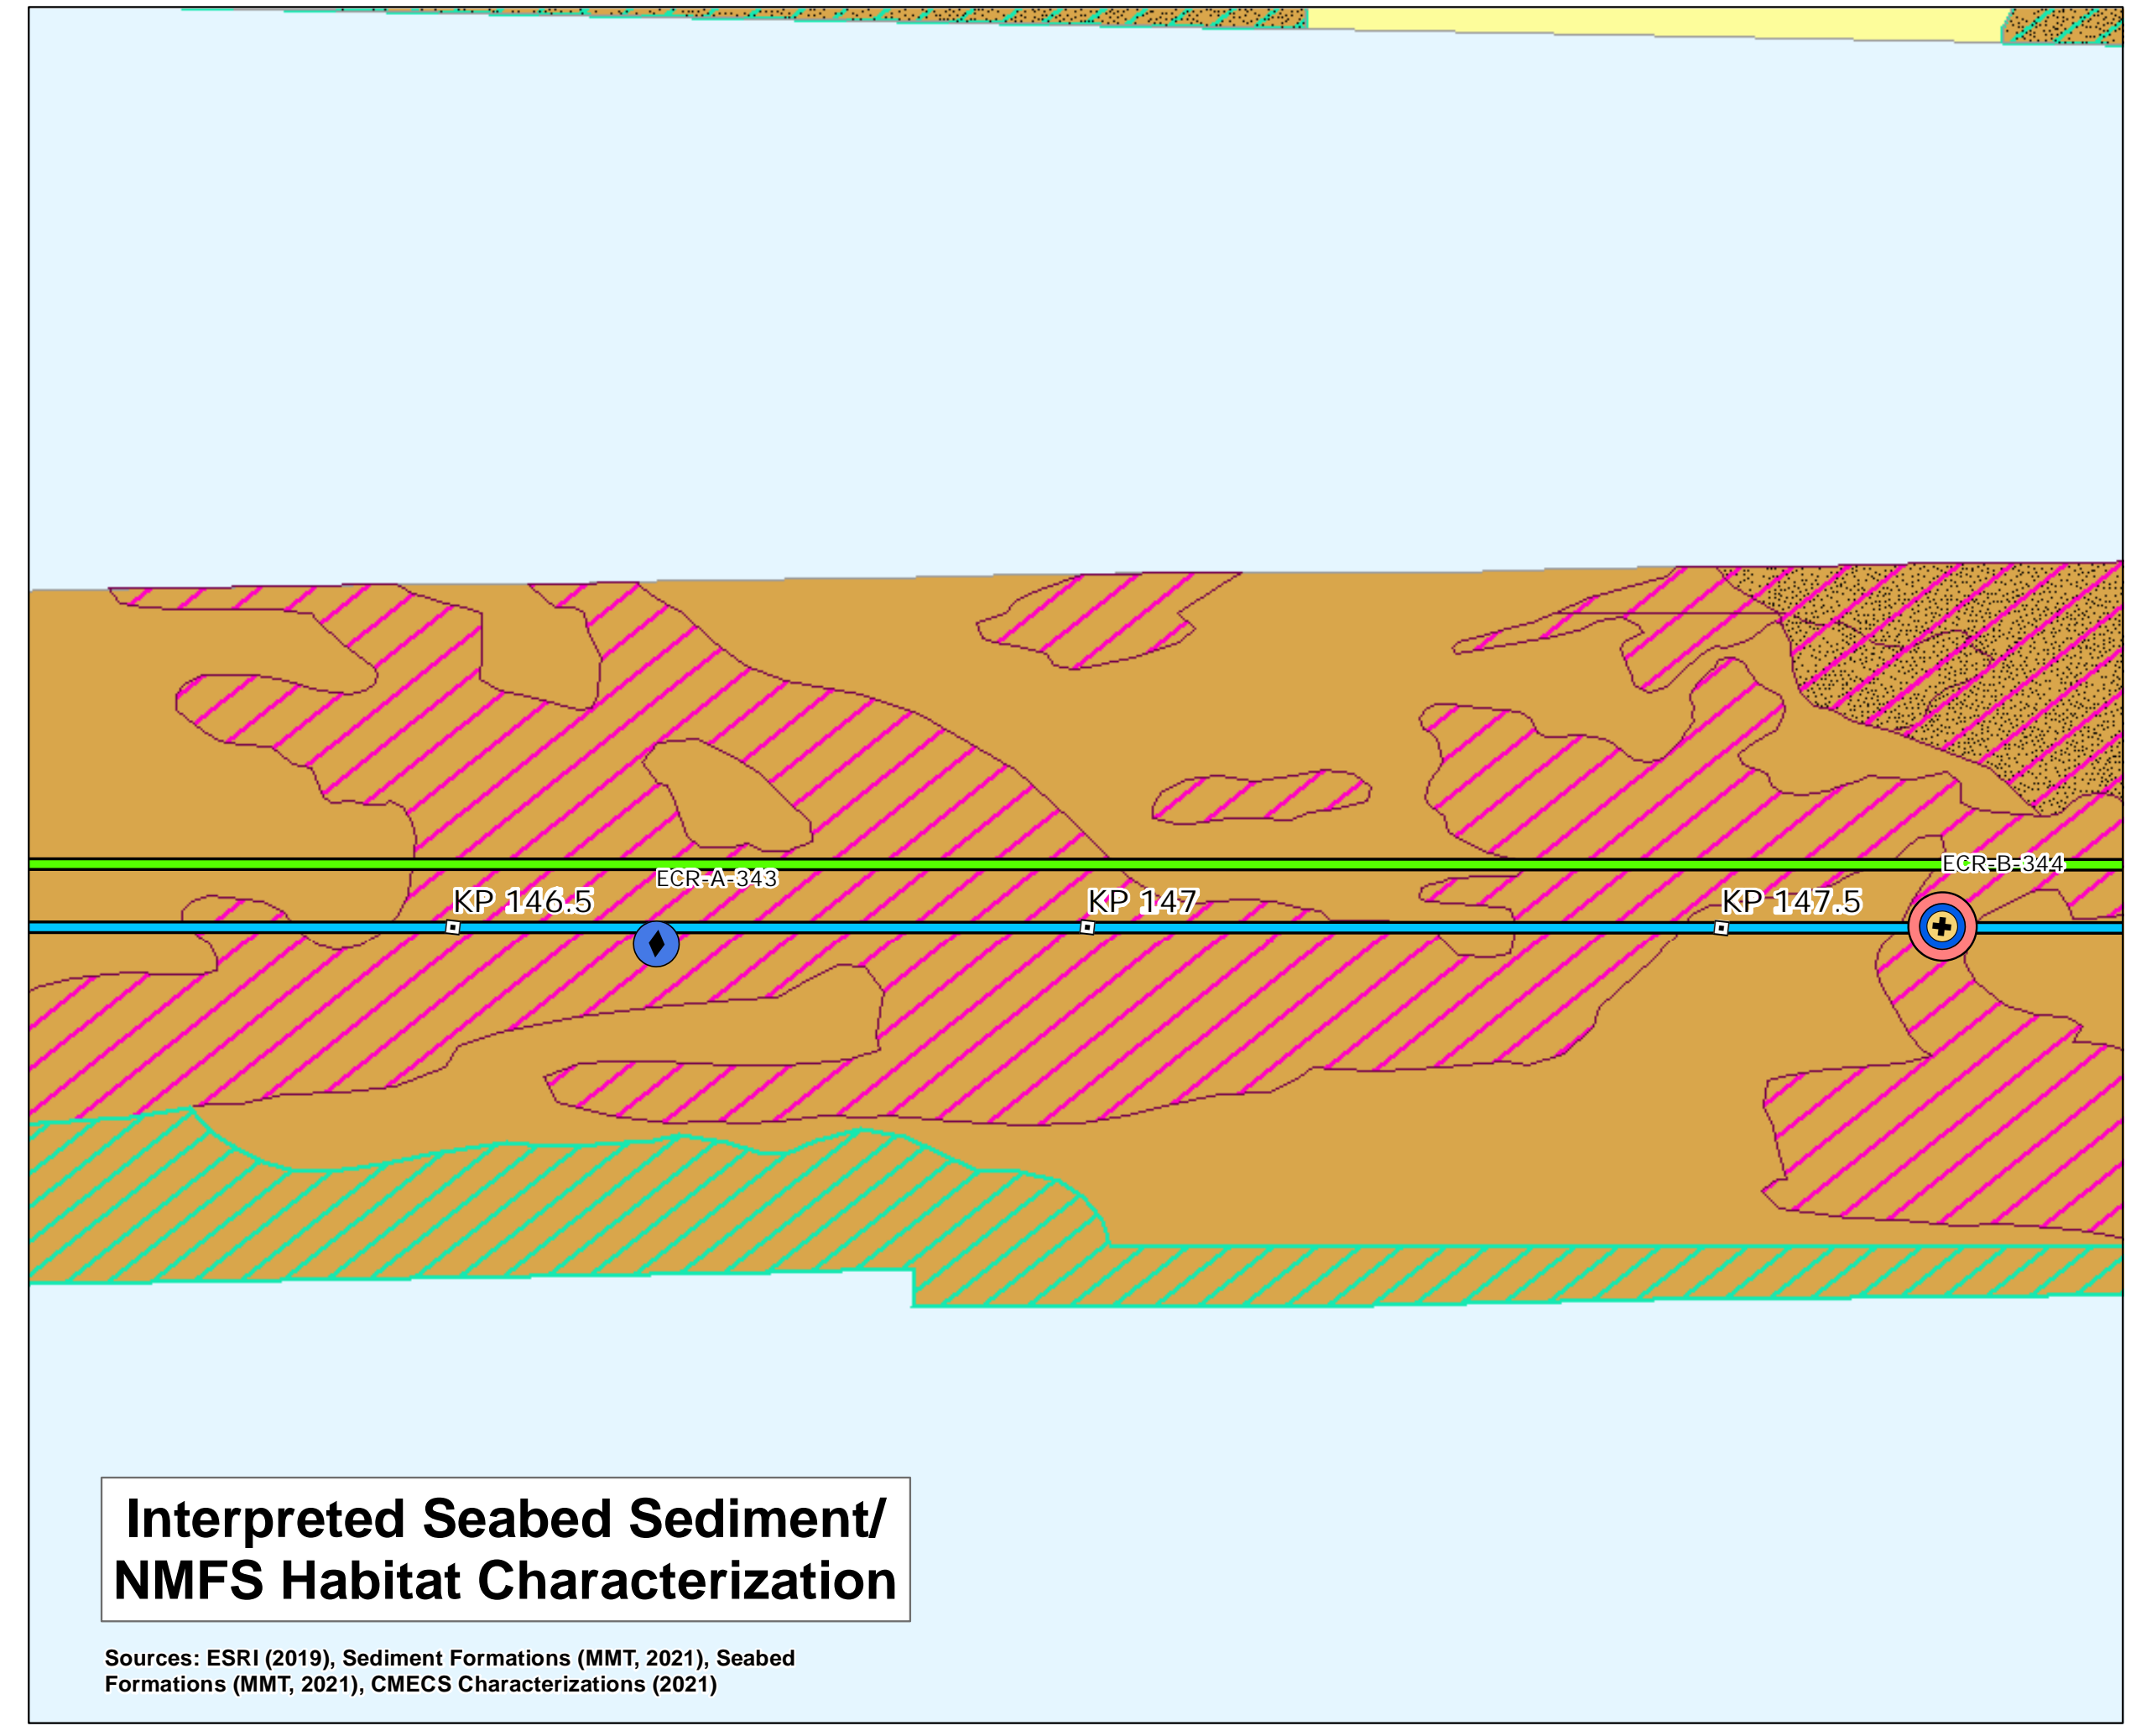 ECR-B-344
ECR-A-343
KP 146.5
KP 147
KP 147.5
Interpreted Seabed Sediment/
NMFS Habitat Characterization
Sources: ESRI (2019), Sediment Formations (MMT, 2021), Seabed
Formations (MMT, 2021), CMECS Characterizations (2021)